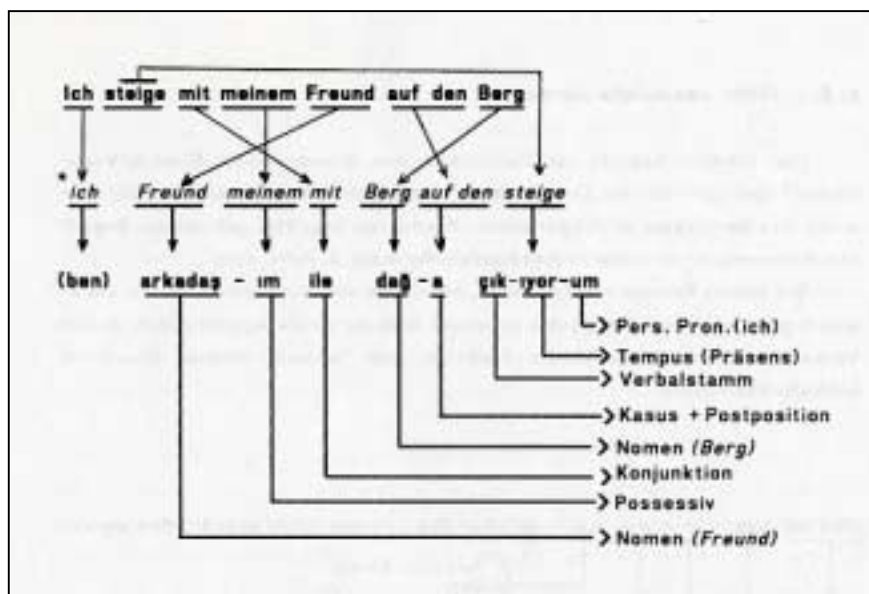 Ich steige mit meinem Freund auf den Berg
* ich Freund meinem mit Berg auf den steige
(ben) arkadaş - ım ile dağ - a çık-ıyor-um
Pers. Pron.(ich)
Tempus (Präsens)
Verbalstamm
Kasus + Postposition
Nomen (Berg)
Konjunktion
Possessiv
Nomen (Freund)